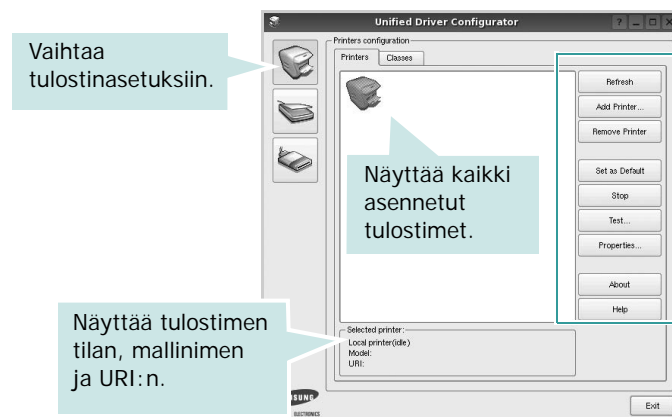 Unified Driver Configurator
Vaihtaa
tulostinasetuksiin.
Printers configuration
Printers
Classes
Refresh
Add Printer...
Remove Printer
Set as Default
Stop
Test...
Properties...
About
Help
Näyttää kaikki
asennetut
tulostimet.
Näyttää tulostimen
tilan, mallinimen
ja URI:n.
Selected printer:
Local printer(idle)
Model:
URI:
SUNG
ELECTRONICS
Exit